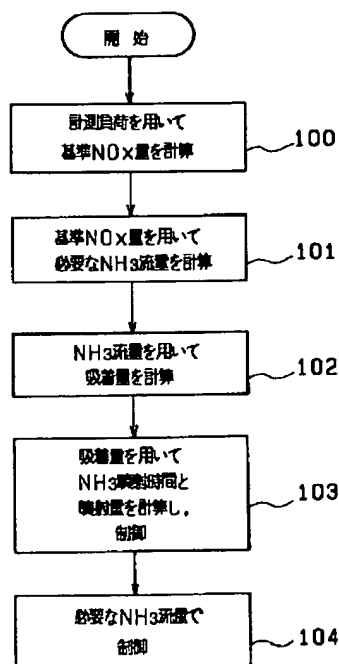 開 始
計測負荷を用いて
基準NOx量を計算
100
基準NOx量を用いて
必要なNH3流量を計算
101
NH3流量を用いて
吸着量を計算
102
吸着量を用いて
NH3噴射時間と
噴射量を計算し，
制御
103
必要なNH3流量で
制御
104